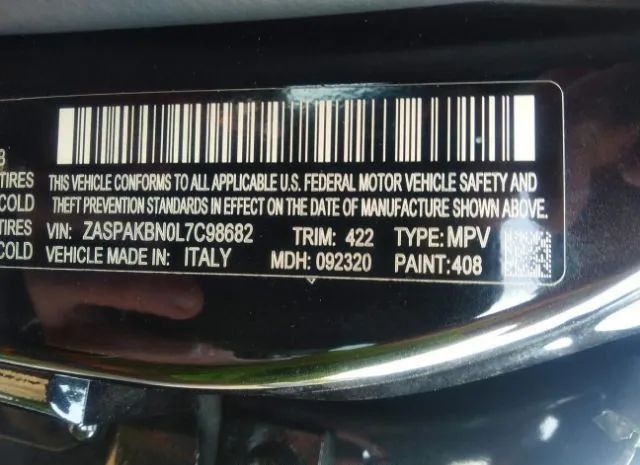 3
TIRES
COLD
TIRES
COLD
THIS VEHICLE CONFORMS TO ALL APPLICABLE U.S. FEDERAL MOTOR VEHICLE SAFETY AND
THEFT PREVENTION STANDARDS IN EFFECT ON THE DATE OF MANUFACTURE SHOWN ABOVE.
VIN: ZASPAKBN0L7C98682 TRIM: 422 TYPE: MPV
VEHICLE MADE IN: ITALY MDH: 092320 PAINT: 408